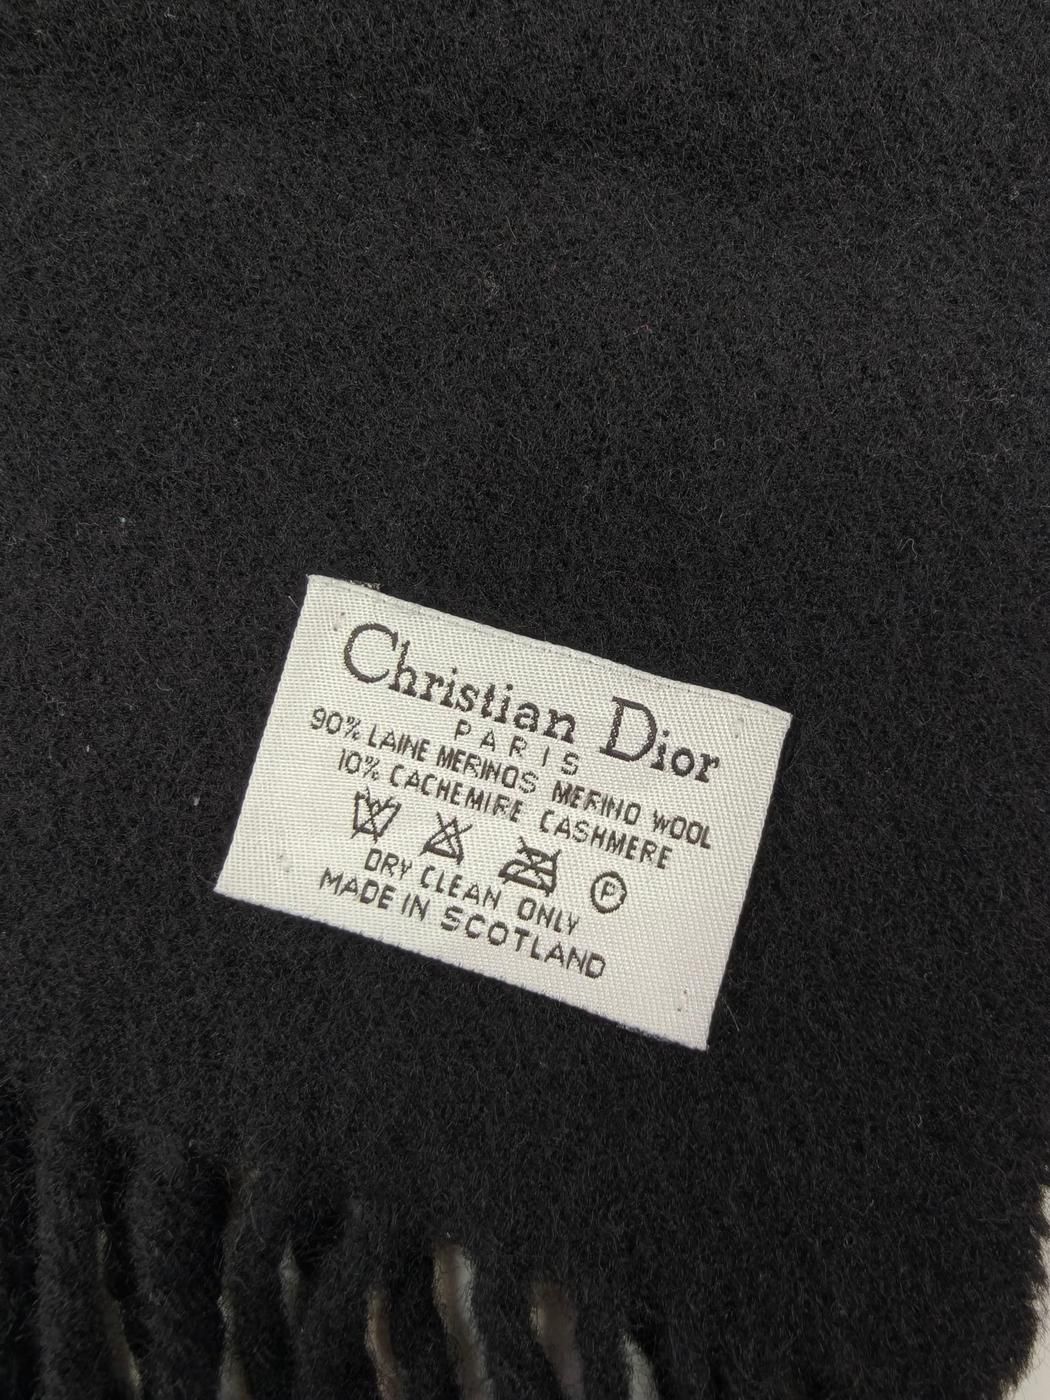 Christian Dior
PARIS
90% LAINE MERINOS MERINO WOOL
10% CACHEMIRE CASHMERE
P
DRY CLEAN ONLY
MADE IN SCOTLAND